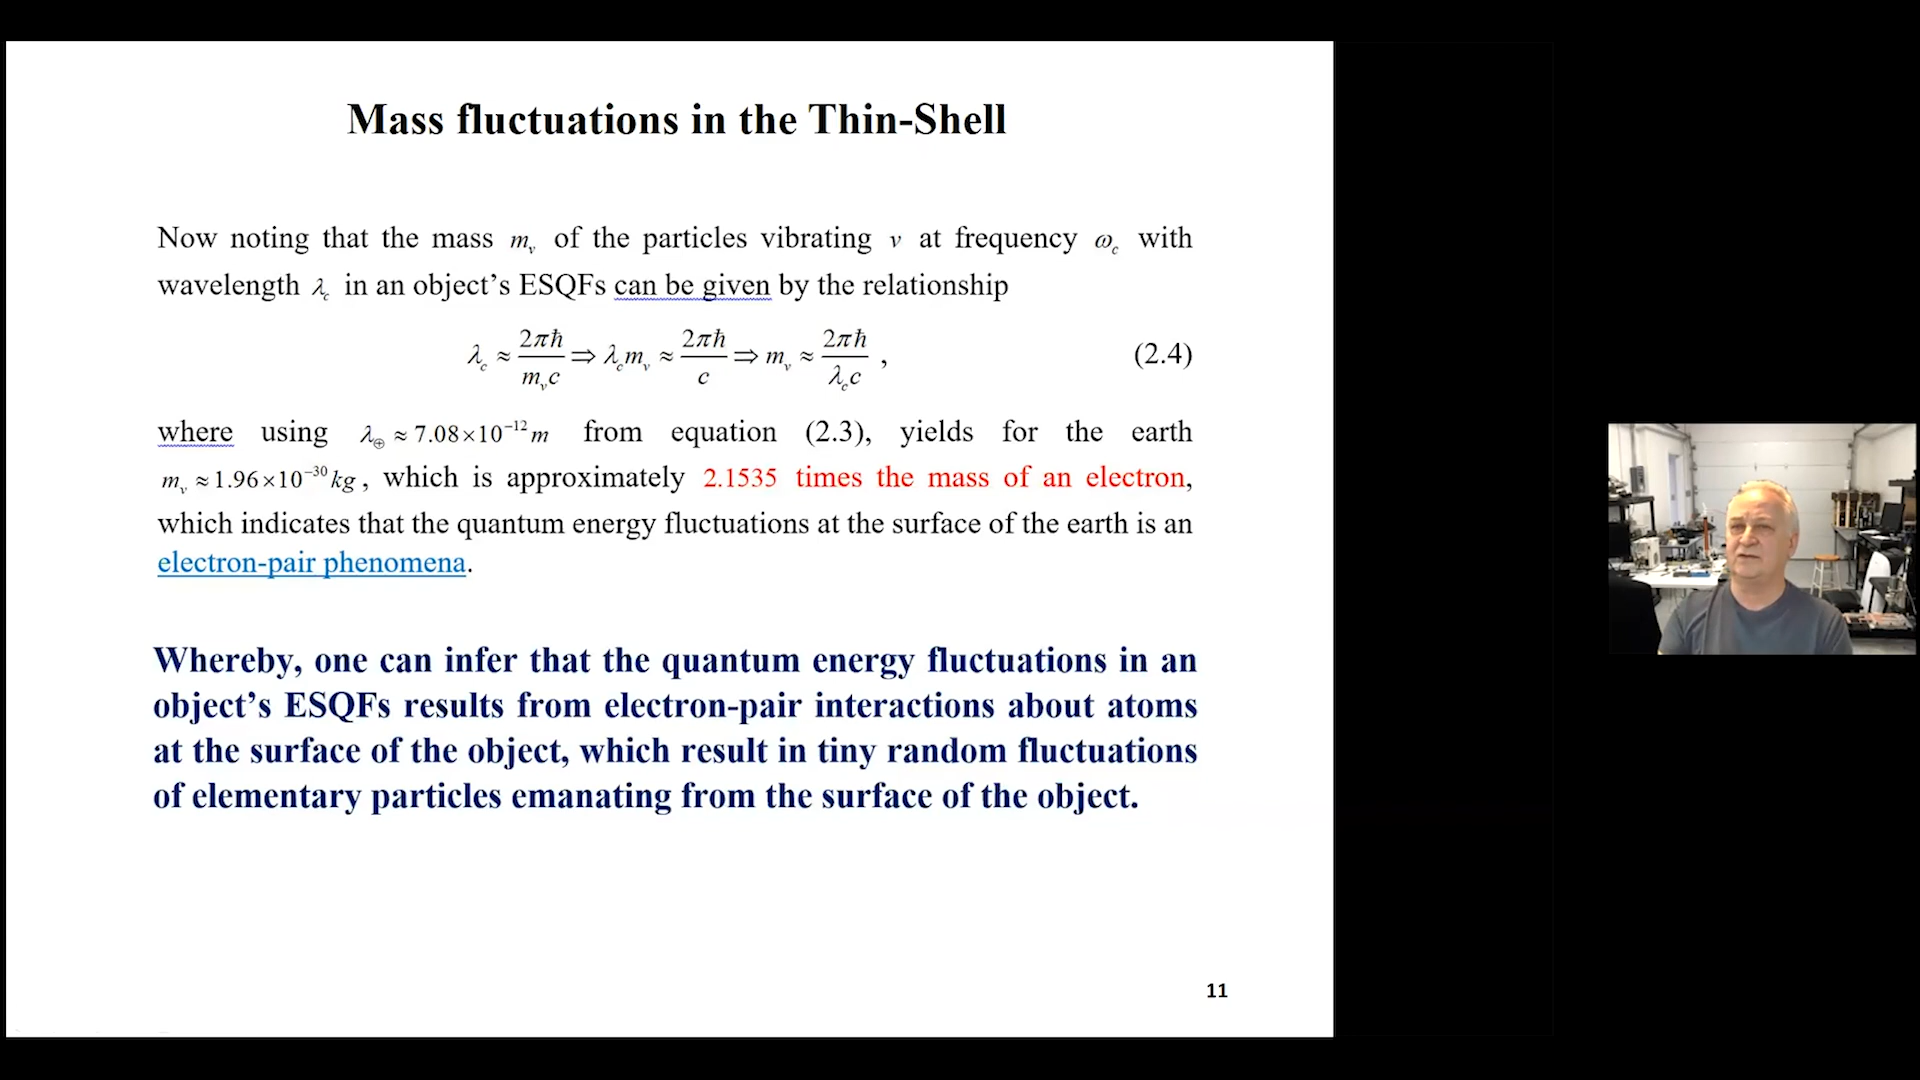 Mass fluctuations in the Thin-Shell
Now noting that the mass mᵥ of the particles vibrating v at frequency ω_c with
wavelength λ_c in an object’s ESQFs can be given by the relationship
λ_c ≈ 2πħ/(mᵥc) ⇒ λ_c mᵥ ≈ 2πħ/c ⇒ mᵥ ≈ 2πħ/(λ_c c) , (2.4)
where using λ_⊕ ≈ 7.08×10⁻¹² m from equation (2.3), yields for the earth
mᵥ ≈ 1.96×10⁻³⁰ kg, which is approximately 2.1535 times the mass of an electron,
which indicates that the quantum energy fluctuations at the surface of the earth is an
electron-pair phenomena.
Whereby, one can infer that the quantum energy fluctuations in an
object’s ESQFs results from electron-pair interactions about atoms
at the surface of the object, which result in tiny random fluctuations
of elementary particles emanating from the surface of the object.
11